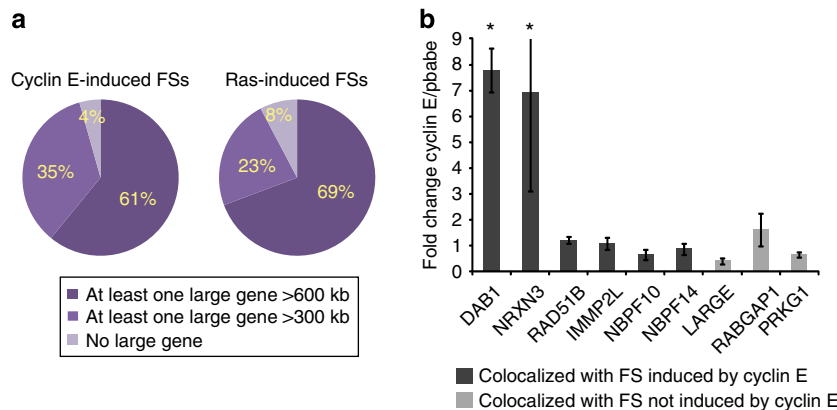 a
Cyclin E-induced FSs
Ras-induced FSs
4%
35%
61%
8%
23%
69%
At least one large gene >600 kb
At least one large gene >300 kb
No large gene
b
Fold change cyclin E/pbabe
9
8
7
6
5
4
3
2
1
0
* *
DAB1
NRXN3
RAD51B
IMMP2L
NBPF10
NBPF14
LARGE
RABGAP1
PRKG1
Colocalized with FS induced by cyclin E
Colocalized with FS not induced by cyclin E